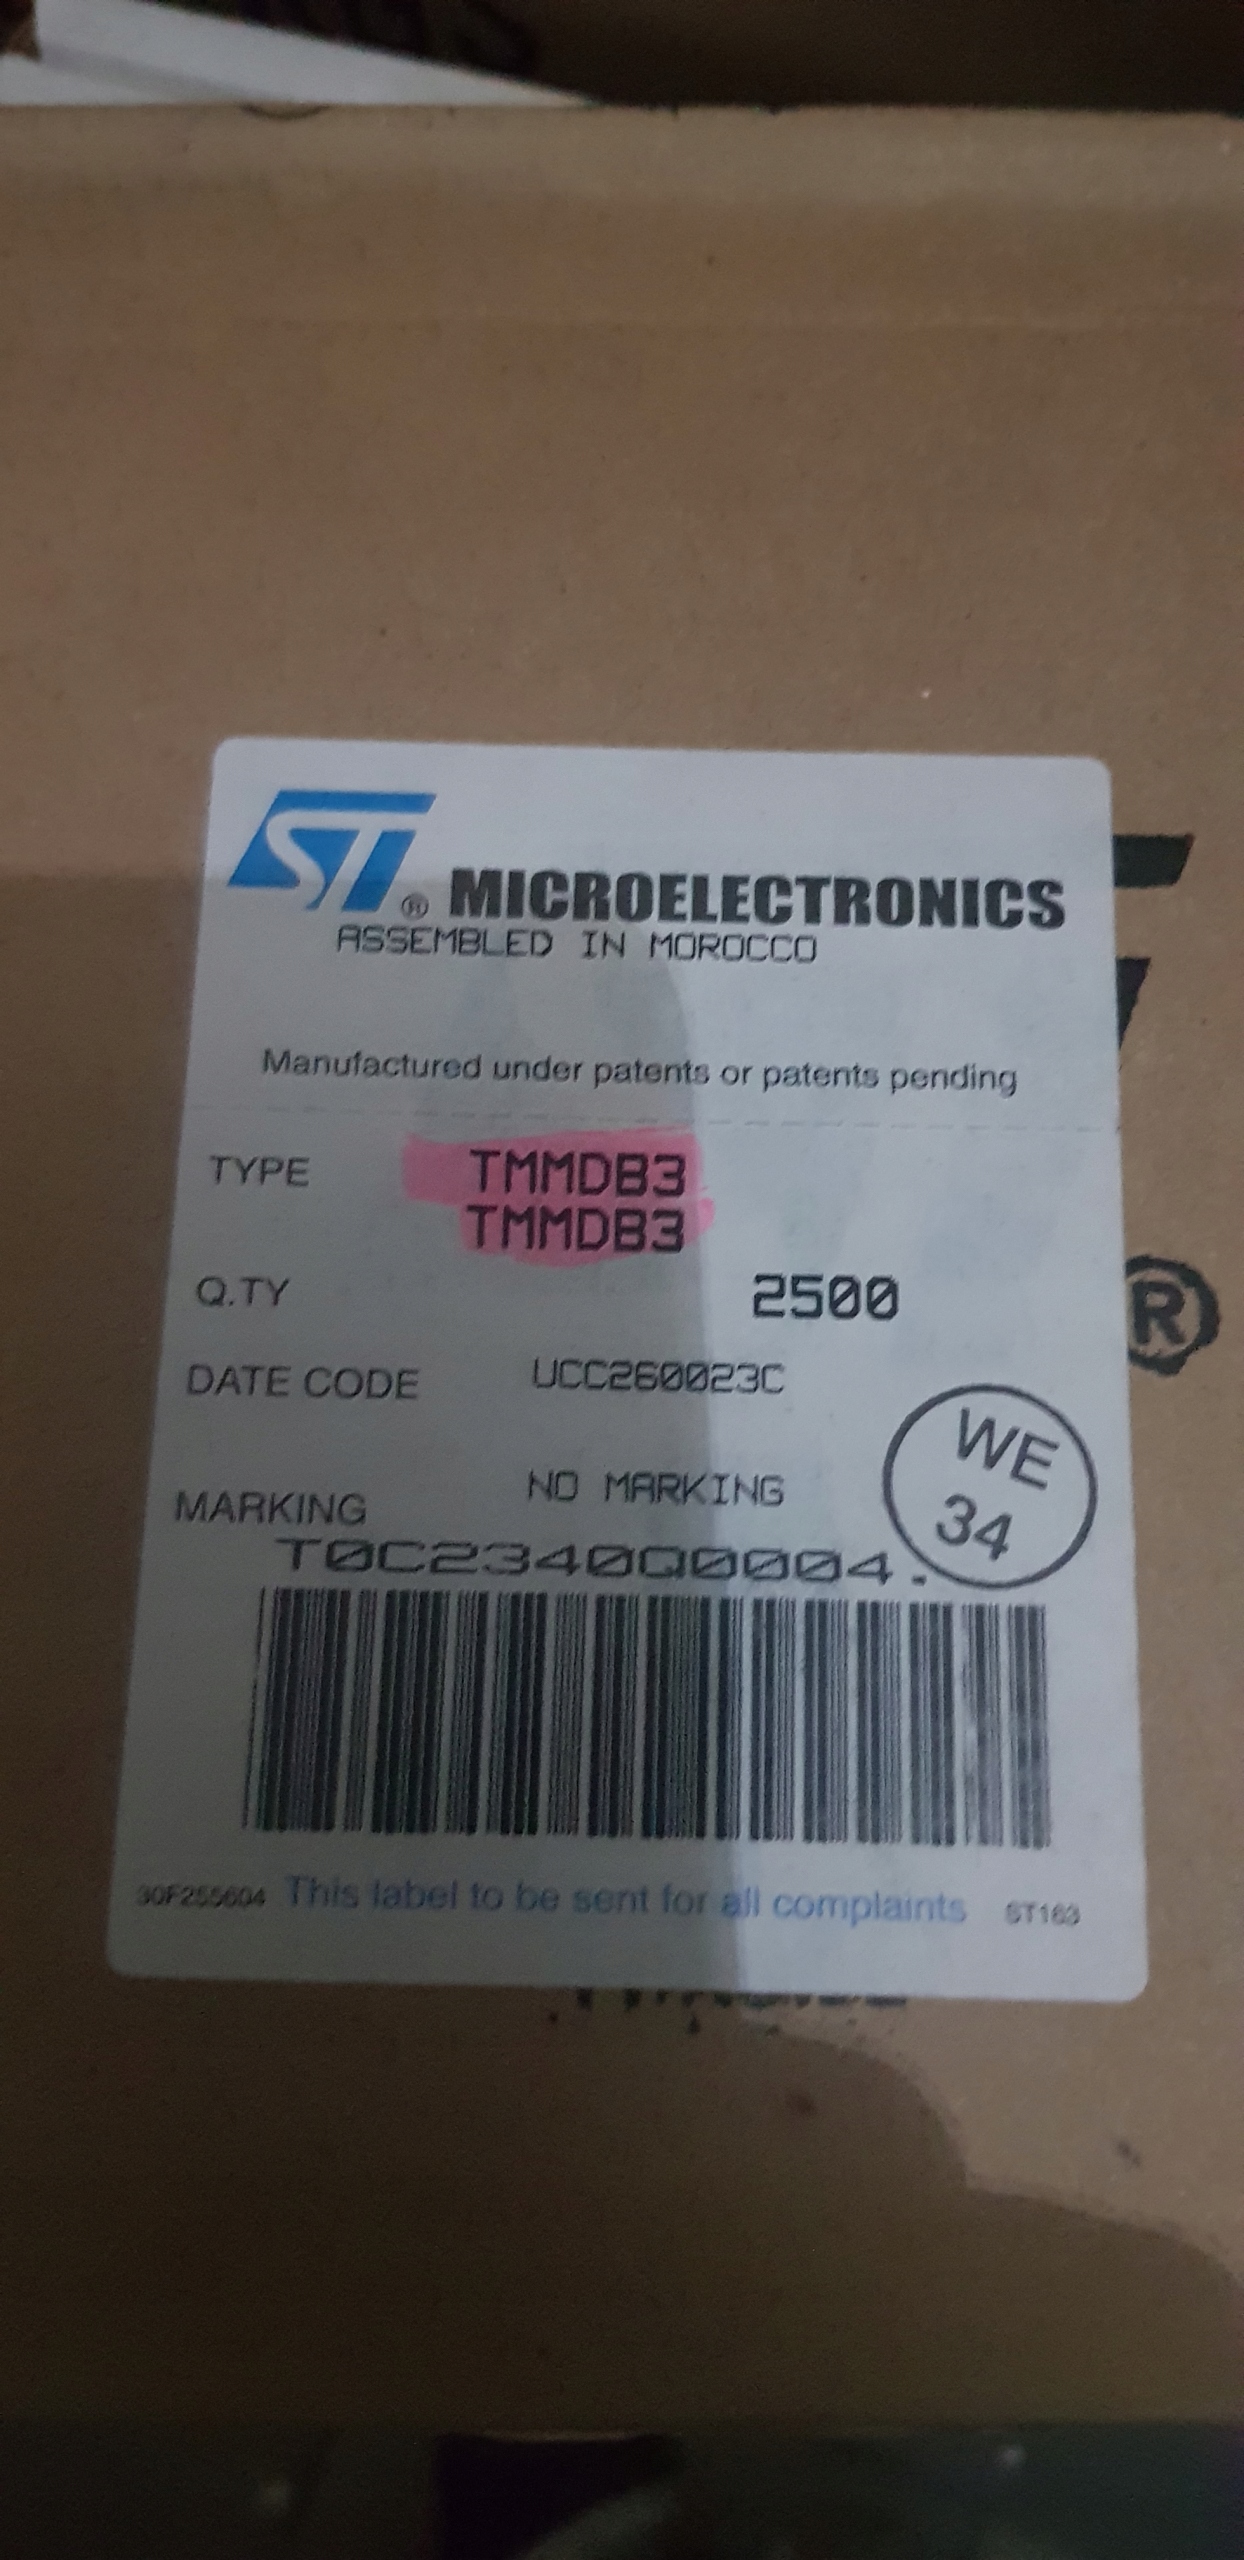 ST® MICROELECTRONICS
ASSEMBLED IN MOROCCO
Manufactured under patents or patents pending
TYPE TMMDB3
TMMDB3
Q.TY 2500
DATE CODE UCC260023C
MARKING NO MARKING
WE
34
T0C2340Q0004.
30F255604 This label to be sent for all complaints ST163
®